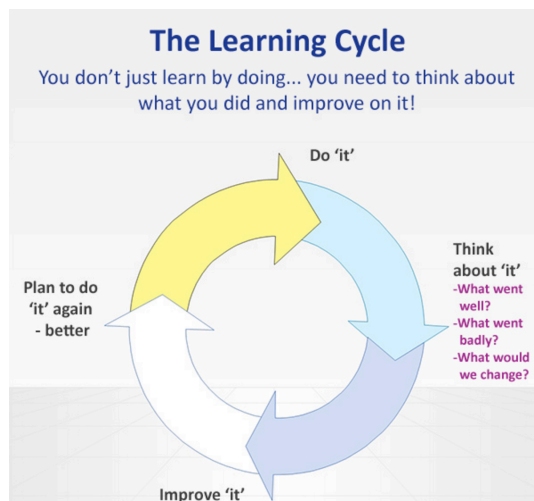 The Learning Cycle
You don’t just learn by doing... you need to think about
what you did and improve on it!
Do ‘it’
Think
about ‘it’
-What went
well?
-What went
badly?
-What would
we change?
Plan to do
‘it’ again
- better
Improve ‘it’